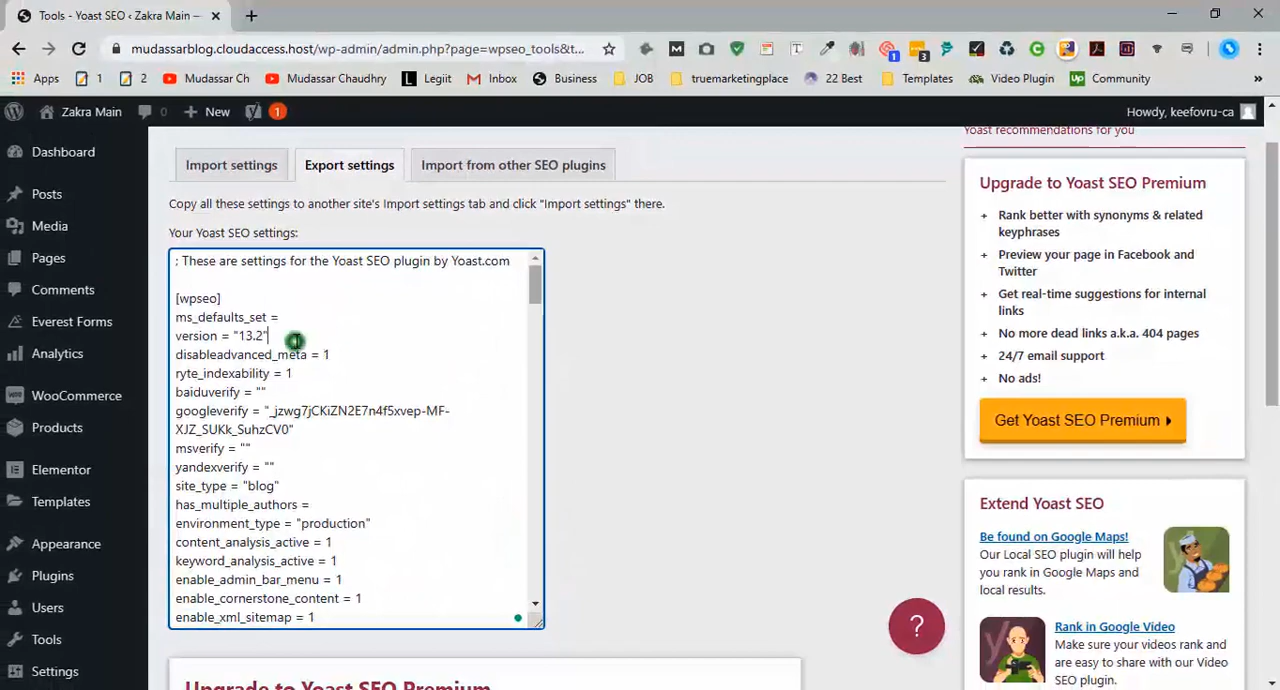 Tools - Yoast SEO ‹ Zakra Main —
mudassarblog.cloudaccess.host/wp-admin/admin.php?page=wpseo_tools&t...
Apps 1 2 Mudassar Ch Mudassar Chaudhry Legiit Inbox Business JOB truemarketingplace 22 Best Templates Video Plugin Community »
Zakra Main 0 New 1 Howdy, keefovru-ca
Dashboard
Posts
Media
Pages
Comments
Everest Forms
Analytics
WooCommerce
Products
Elementor
Templates
Appearance
Plugins
Users
Tools
Settings
Import settings Export settings Import from other SEO plugins
Copy all these settings to another site's Import settings tab and click "Import settings" there.
Your Yoast SEO settings:
; These are settings for the Yoast SEO plugin by Yoast.com
[wpseo]
ms_defaults_set =
version = "13.2"
disableadvanced_meta = 1
ryte_indexability = 1
baiduverify = ""
googleverify = "_jzwg7jCKiZN2E7n4f5xvep-MF-
XJZ_SUKk_SuhzCV0"
msverify = ""
yandexverify = ""
site_type = "blog"
has_multiple_authors =
environment_type = "production"
content_analysis_active = 1
keyword_analysis_active = 1
enable_admin_bar_menu = 1
enable_cornerstone_content = 1
enable_xml_sitemap = 1
Upgrade to Yoast SEO Premium
Yoast recommendations for you
Upgrade to Yoast SEO Premium
+ Rank better with synonyms & related
keyphrases
+ Preview your page in Facebook and
Twitter
+ Get real-time suggestions for internal
links
+ No more dead links a.k.a. 404 pages
+ 24/7 email support
+ No ads!
Get Yoast SEO Premium
Extend Yoast SEO
Be found on Google Maps!
Our Local SEO plugin will help
you rank in Google Maps and
local results.
Rank in Google Video
Make sure your videos rank and
are easy to share with our Video
SEO plugin.
?